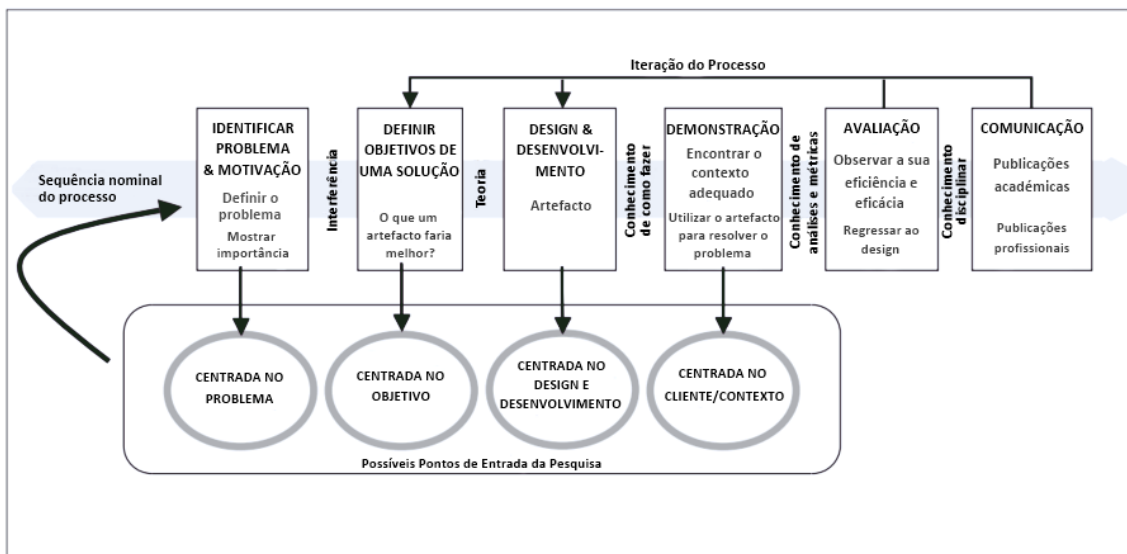 Iteração do Processo
Sequência nominal
do processo
IDENTIFICAR
PROBLEMA
& MOTIVAÇÃO
Definir o
problema
Mostrar
importância
Interferência
DEFINIR
OBJETIVOS DE
UMA SOLUÇÃO
O que um
artefacto faria
melhor?
Teoria
DESIGN &
DESENVOLVI-
MENTO
Artefacto
Conhecimento
de como fazer
DEMONSTRAÇÃO
Encontrar o
contexto
adequado
Utilizar o artefacto
para resolver o
problema
Conhecimento de
análises e métricas
AVALIAÇÃO
Observar a sua
eficiência e
eficácia
Regressar ao
design
Conhecimento
disciplinar
COMUNICAÇÃO
Publicações
académicas
Publicações
profissionais
CENTRADA NO
PROBLEMA
CENTRADA NO
OBJETIVO
CENTRADA NO
DESIGN E
DESENVOLVIMENTO
CENTRADA NO
CLIENTE/CONTEXTO
Possíveis Pontos de Entrada da Pesquisa